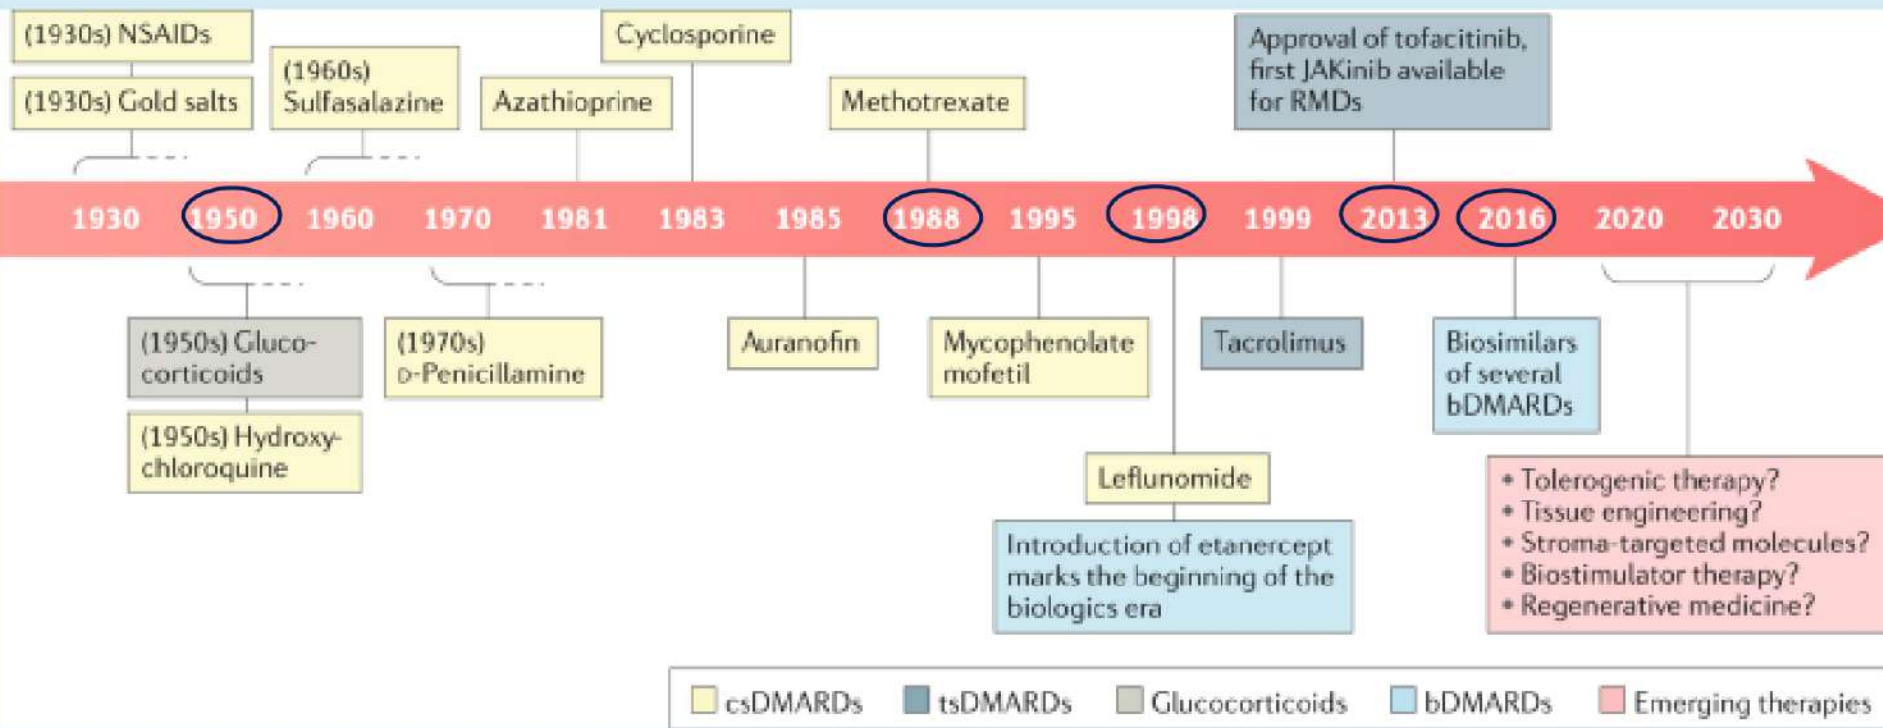 (1930s) NSAIDs
(1930s) Gold salts
(1960s)
Sulfasalazine
Azathioprine
Cyclosporine
Methotrexate
Approval of tofacitinib,
first JAKinib available
for RMDs
1930 1950 1960 1970 1981 1983 1985 1988 1995 1998 1999 2013 2016 2020 2030
(1950s) Gluco-
corticoids
(1950s) Hydroxy-
chloroquine
(1970s)
D-Penicillamine
Auranofin
Mycophenolate
mofetil
Leflunomide
Introduction of etanercept
marks the beginning of the
biologics era
Tacrolimus
Biosimilars
of several
bDMARDs
• Tolerogenic therapy?
• Tissue engineering?
• Stroma-targeted molecules?
• Biostimulator therapy?
• Regenerative medicine?
csDMARDs tsDMARDs Glucocorticoids bDMARDs Emerging therapies